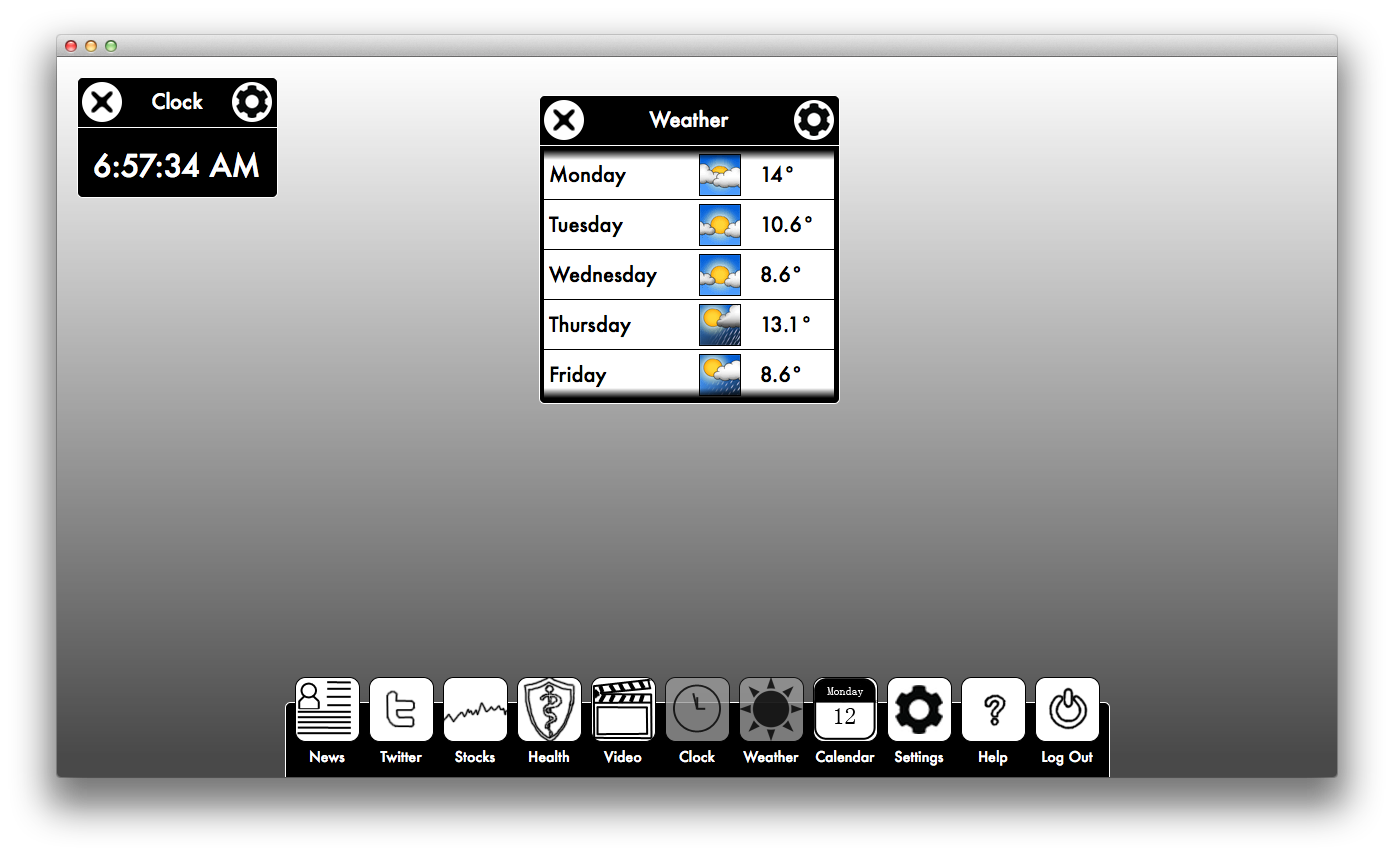 Clock
6:57:34 AM
Weather
Monday 14°
Tuesday 10.6°
Wednesday 8.6°
Thursday 13.1°
Friday 8.6°
Monday
12
?
News Twitter Stocks Health Video Clock Weather Calendar Settings Help Log Out